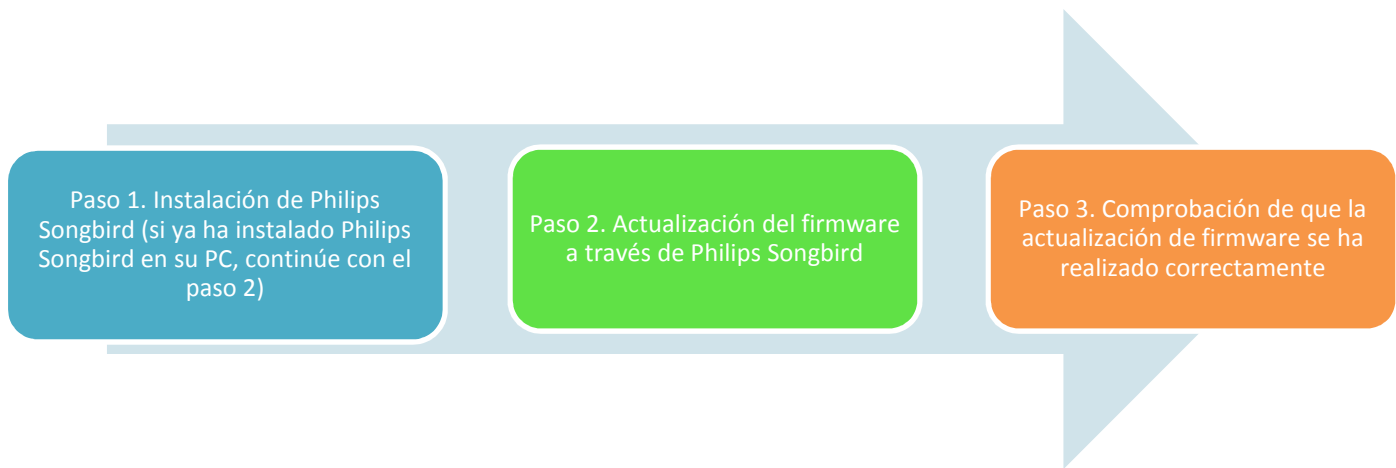 Paso 1. Instalación de Philips
Songbird (si ya ha instalado Philips
Songbird en su PC, continúe con el
paso 2)
Paso 2. Actualización del firmware
a través de Philips Songbird
Paso 3. Comprobación de que la
actualización de firmware se ha
realizado correctamente